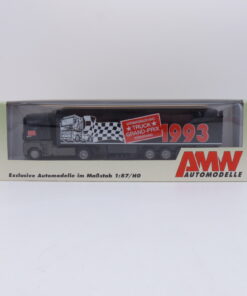 TRUCK
GRAND-PRIX
1993
AMW
AUTOMODELLE
Exclusive Automodelle im Maßstab 1:87/HO